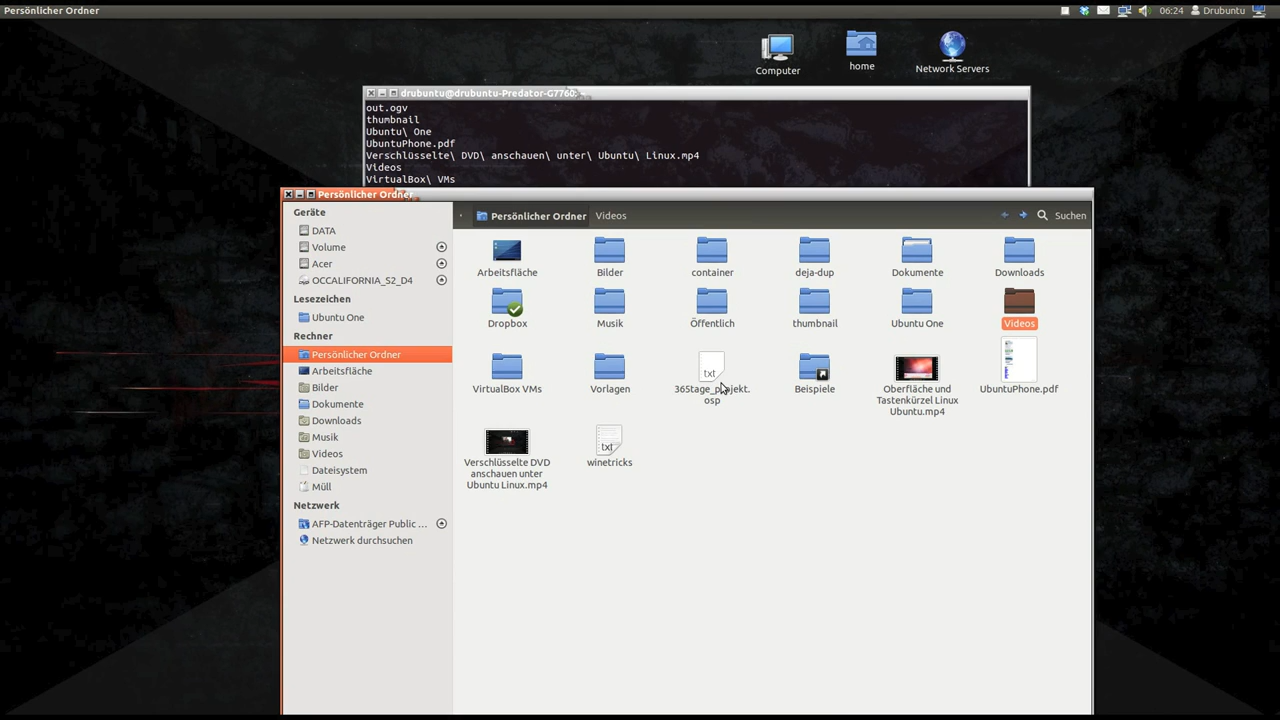 Persönlicher Ordner
06:24
Drubuntu
Computer
home
Network Servers
drubuntu@drubuntu-Predator-G7760: ~
out.ogv
thumbnail
Ubuntu\ One
UbuntuPhone.pdf
Verschlüsselte\ DVD\ anschauen\ unter\ Ubuntu\ Linux.mp4
Videos
VirtualBox\ VMs
Persönlicher Ordner
Geräte
DATA
Volume
Acer
OCCALIFORNIA_S2_D4
Lesezeichen
Ubuntu One
Rechner
Persönlicher Ordner
Arbeitsfläche
Bilder
Dokumente
Downloads
Musik
Videos
Dateisystem
Müll
Netzwerk
AFP-Datenträger Public ...
Netzwerk durchsuchen
Persönlicher Ordner Videos
Suchen
Arbeitsfläche
Bilder
container
deja-dup
Dokumente
Downloads
Dropbox
Musik
Öffentlich
thumbnail
Ubuntu One
Videos
VirtualBox VMs
Vorlagen
txt
365tage_projekt.
osp
Beispiele
Oberfläche und
Tastenkürzel Linux
Ubuntu.mp4
UbuntuPhone.pdf
Verschlüsselte DVD
anschauen unter
Ubuntu Linux.mp4
txt
winetricks